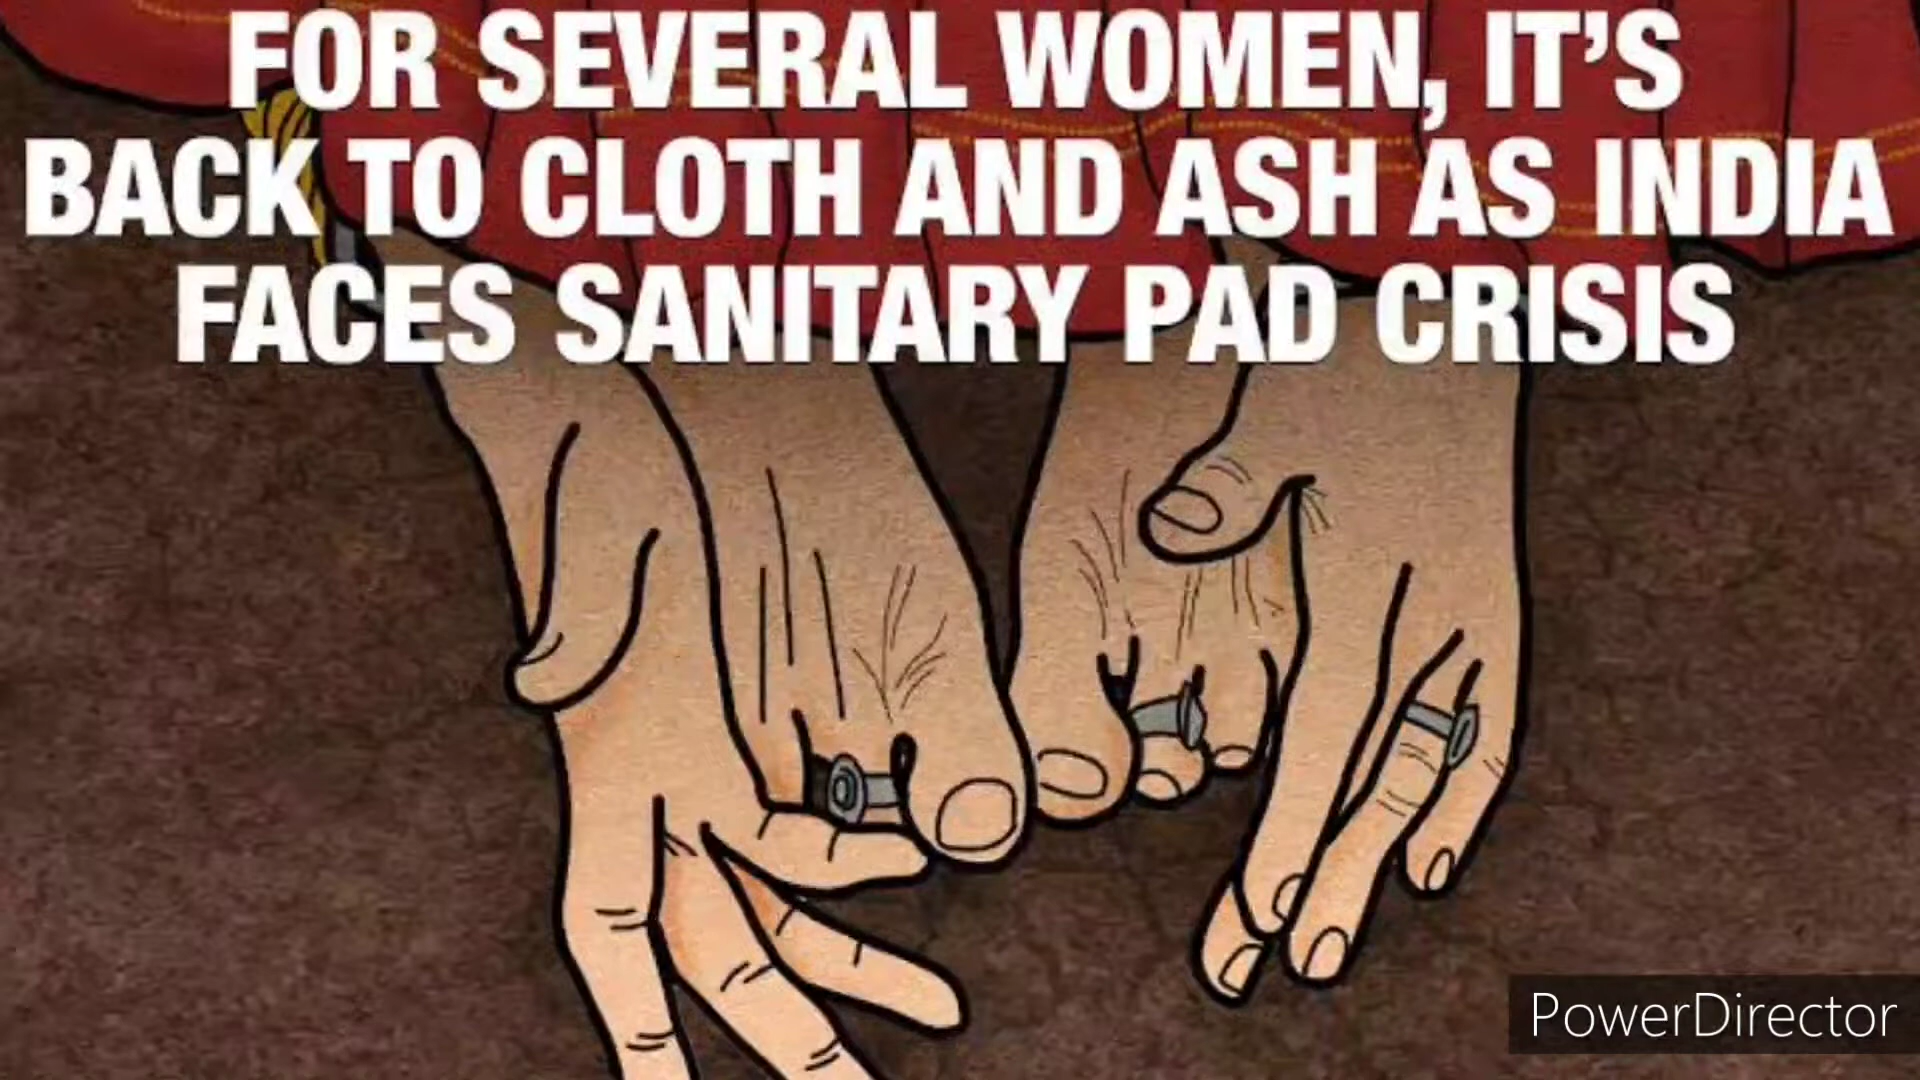 FOR SEVERAL WOMEN, IT'S
BACK TO CLOTH AND ASH AS INDIA
FACES SANITARY PAD CRISIS
PowerDirector